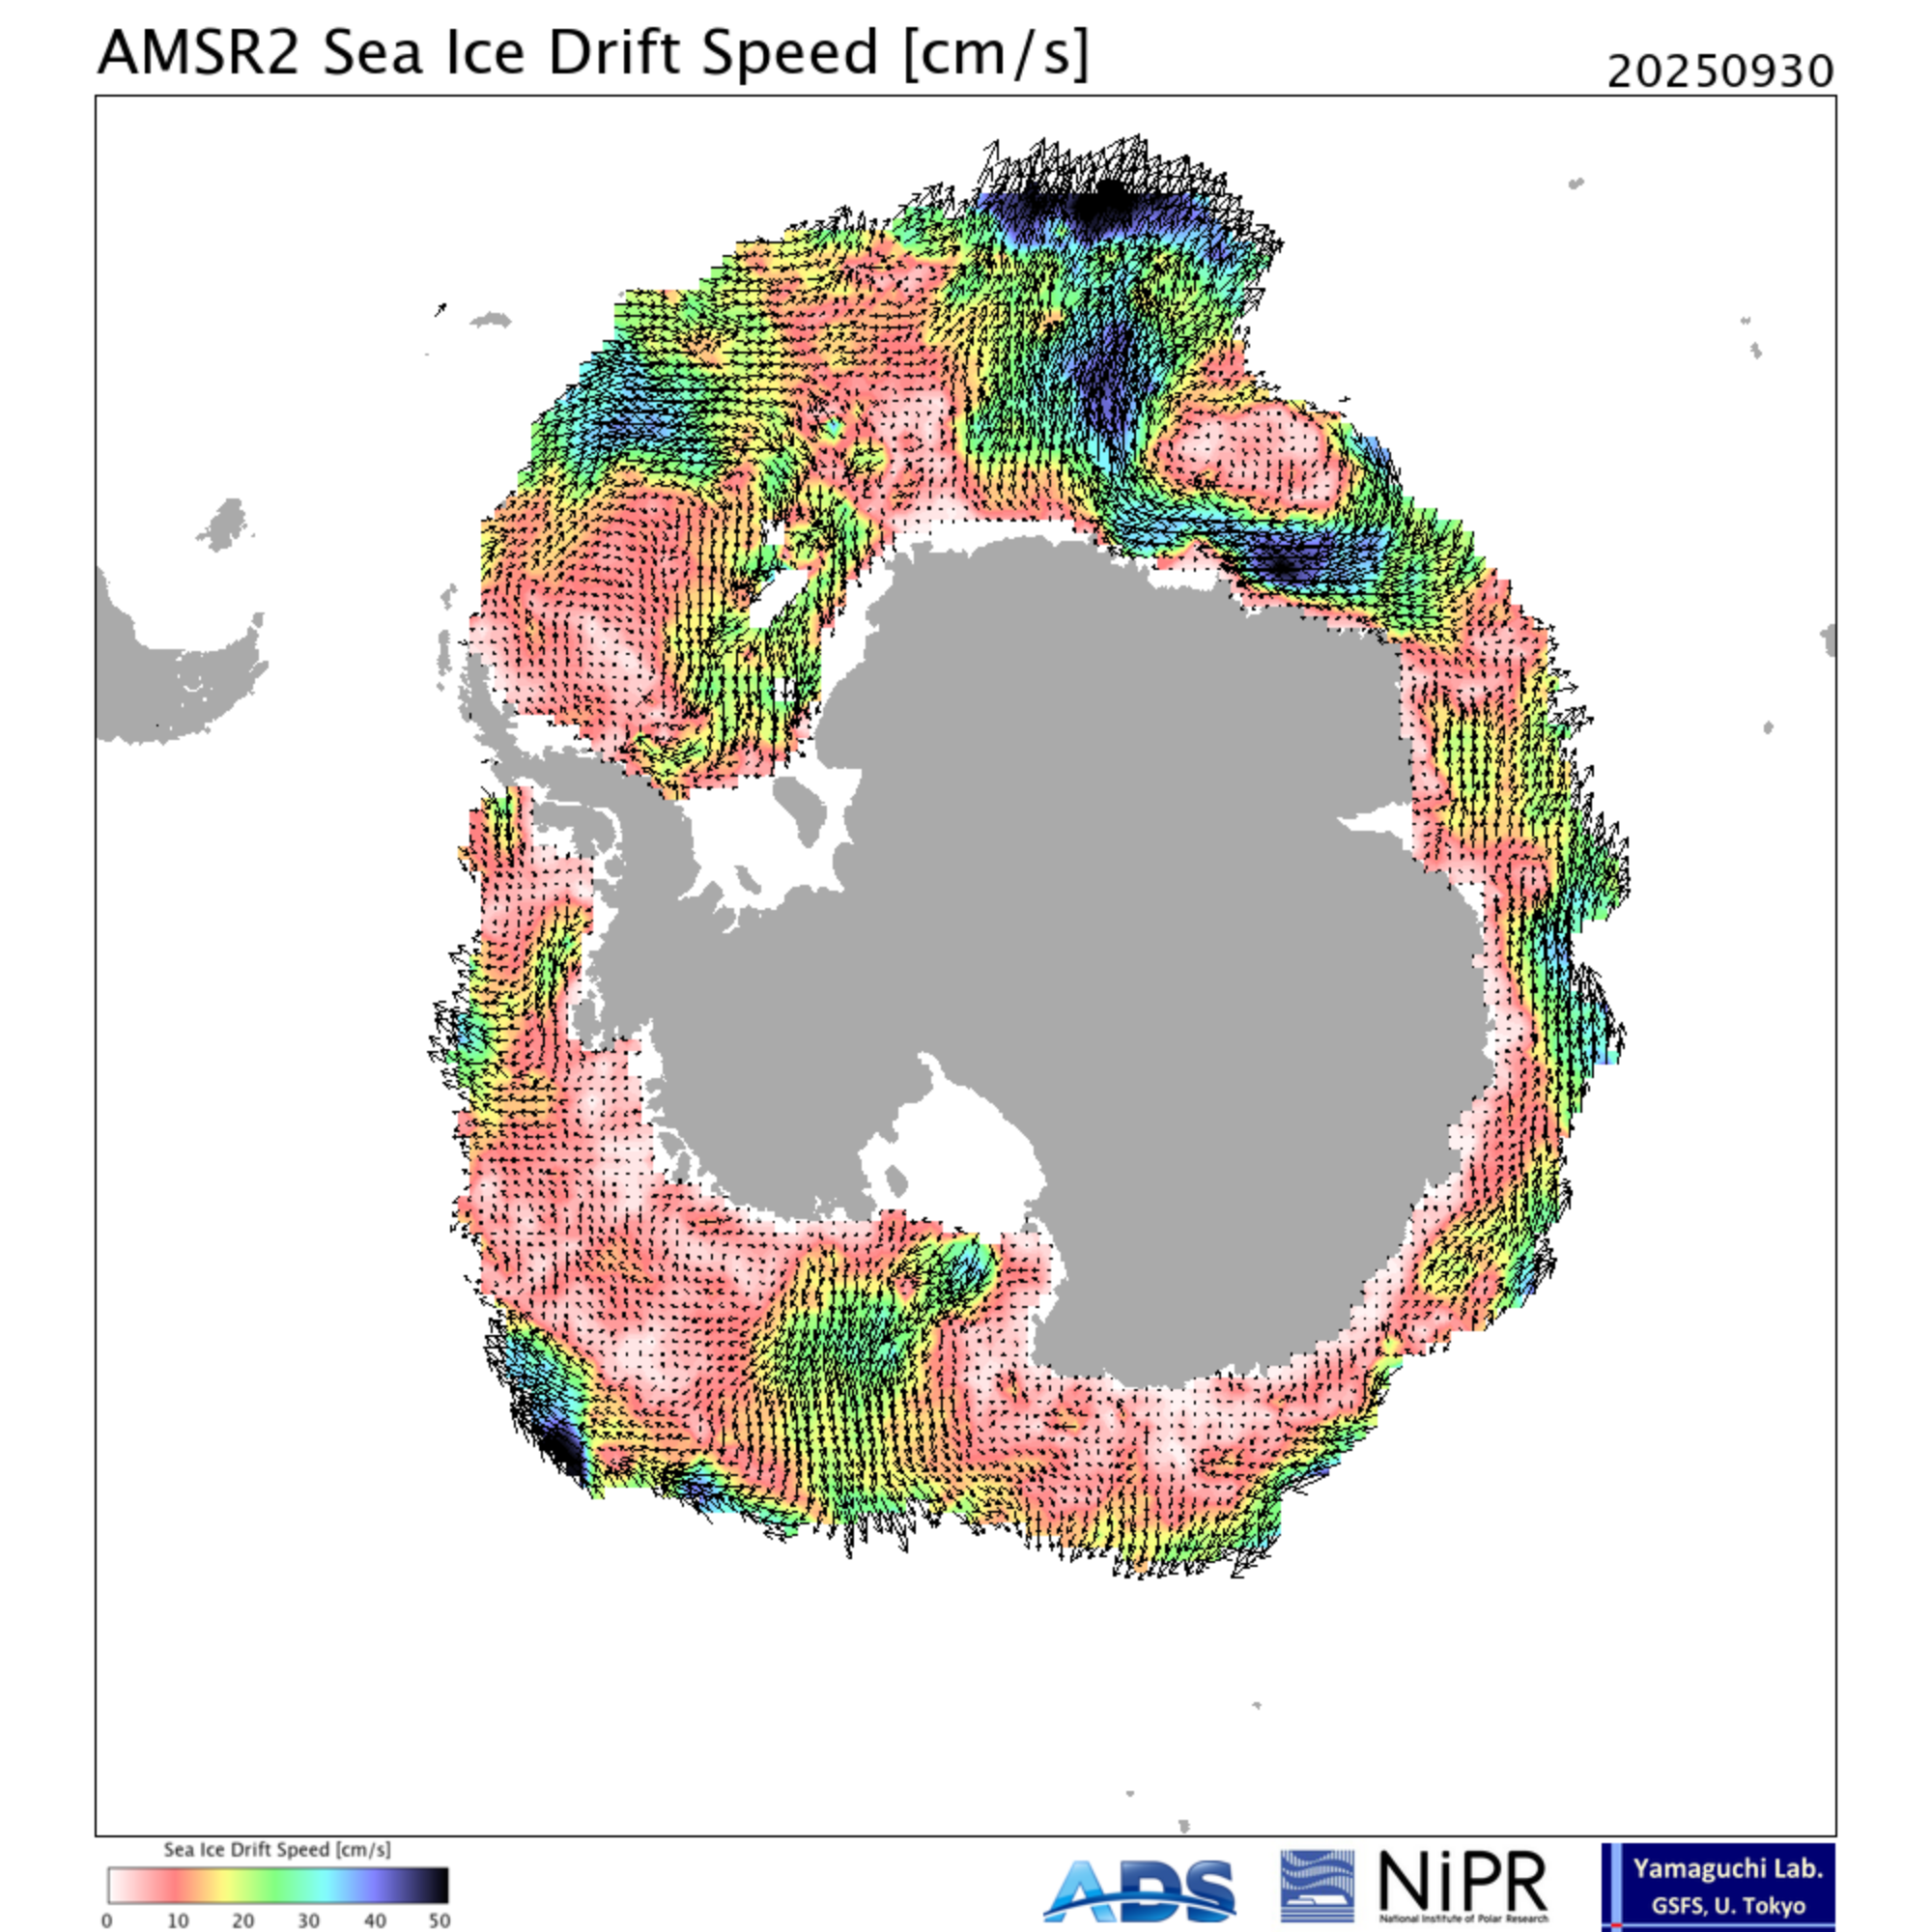 AMSR2 Sea Ice Drift Speed [cm/s]
20250930
Sea Ice Drift Speed [cm/s]
0 10 20 30 40 50
ADS
NiPR
National Institute of Polar Research
Yamaguchi Lab.
GSFS, U. Tokyo